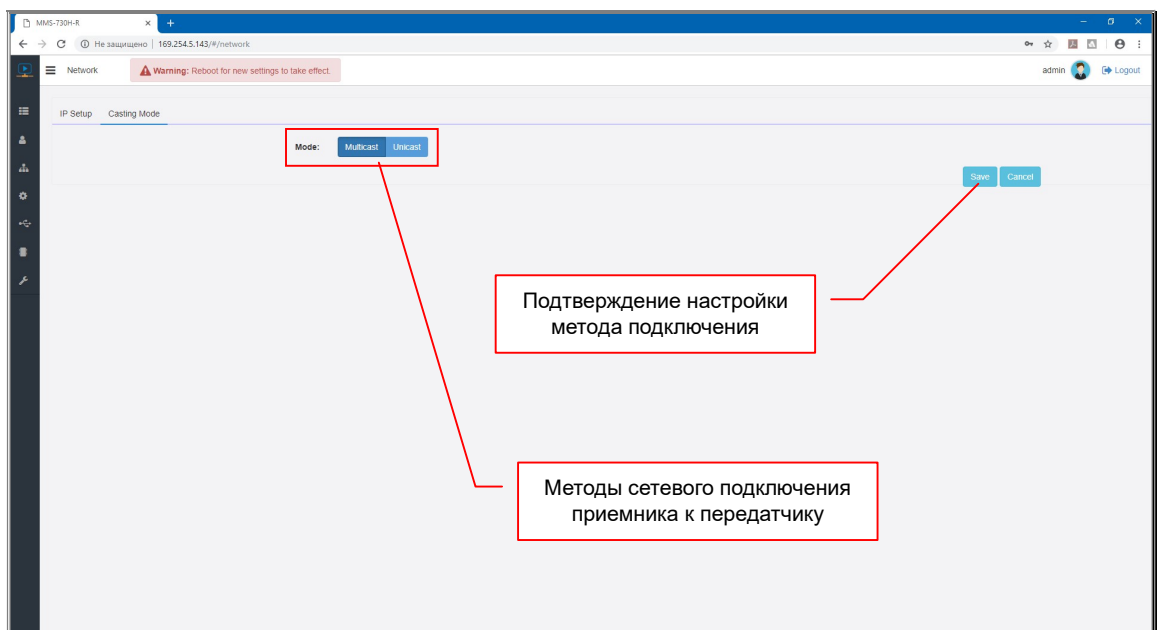 MMS-730H-R
Не защищено | 169.254.5.143/#/network
Network
Warning: Reboot for new settings to take effect.
admin
Logout
IP Setup
Casting Mode
Mode:
Multicast
Unicast
Save
Cancel
Подтверждение настройки
метода подключения
Методы сетевого подключения
приемника к передатчику